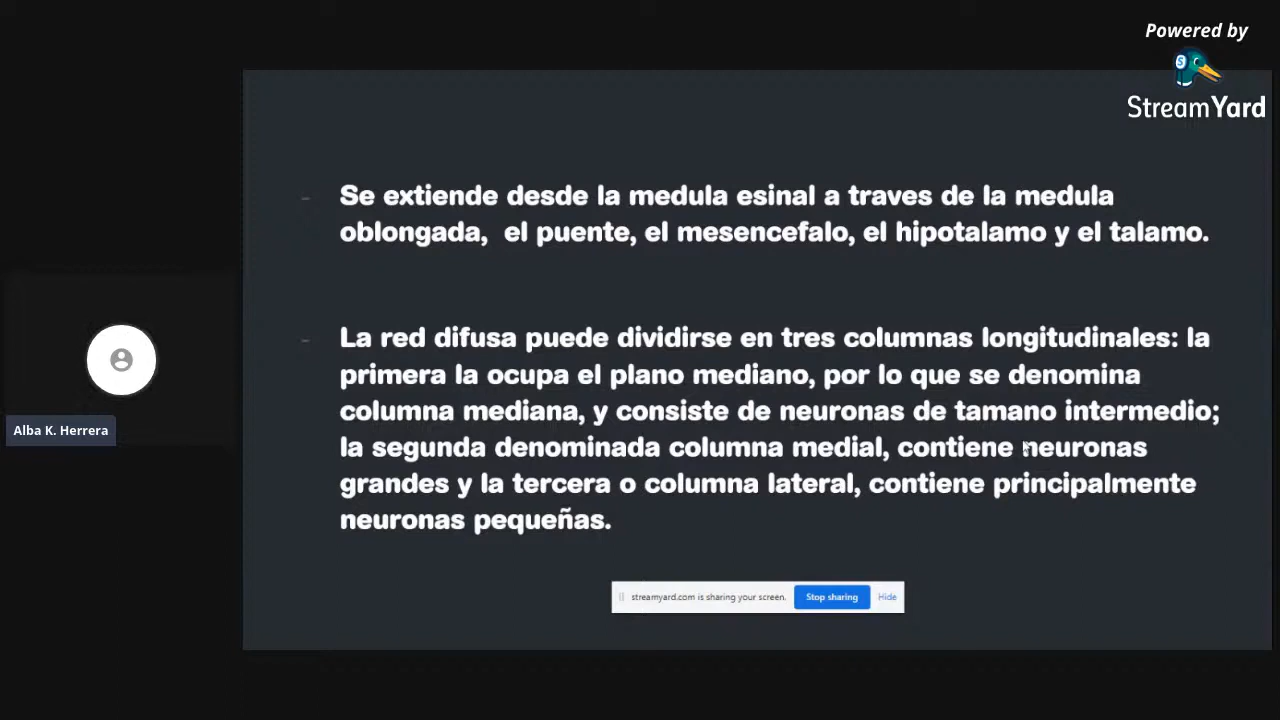 Powered by
StreamYard
- Se extiende desde la medula esinal a traves de la medula
oblongada, el puente, el mesencefalo, el hipotalamo y el talamo.
- La red difusa puede dividirse en tres columnas longitudinales: la
primera la ocupa el plano mediano, por lo que se denomina
columna mediana, y consiste de neuronas de tamano intermedio;
la segunda denominada columna medial, contiene neuronas
grandes y la tercera o columna lateral, contiene principalmente
neuronas pequeñas.
Alba K. Herrera
streamyard.com is sharing your screen. Stop sharing Hide